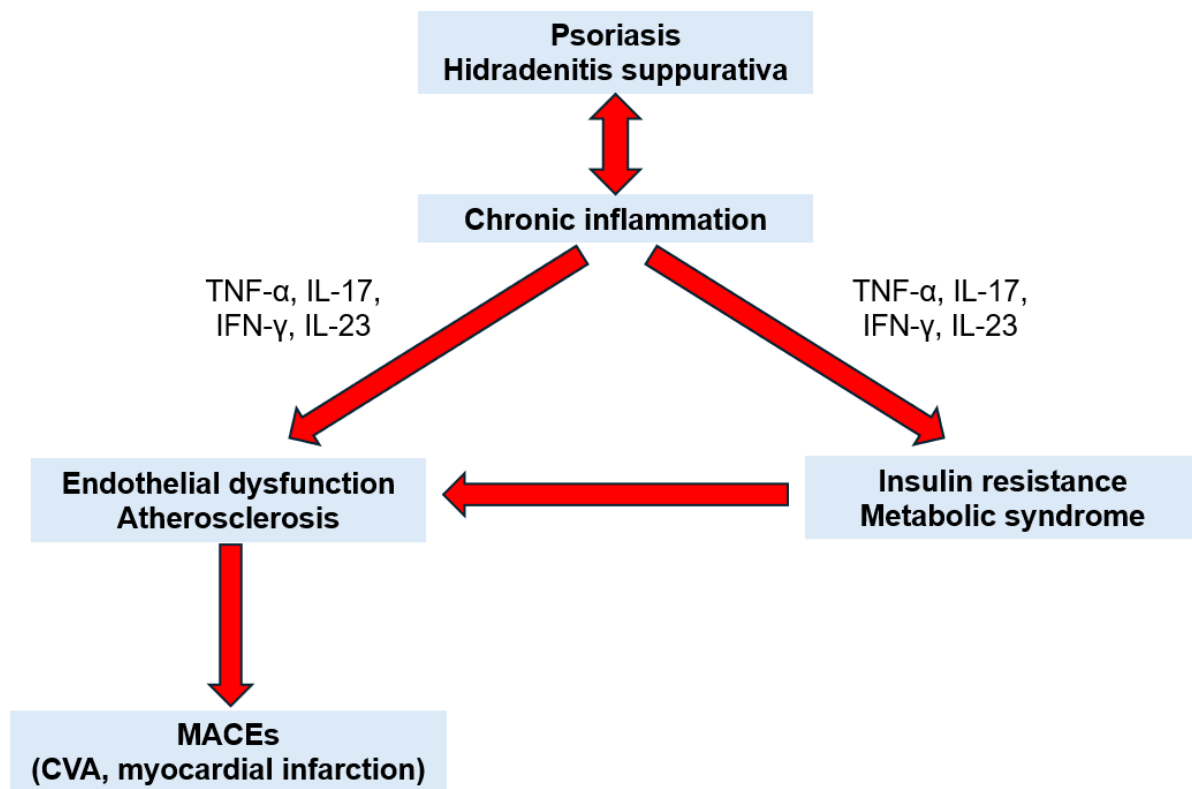 Psoriasis
Hidradenitis suppurativa
Chronic inflammation
TNF-α, IL-17,
IFN-γ, IL-23
TNF-α, IL-17,
IFN-γ, IL-23
Endothelial dysfunction
Atherosclerosis
Insulin resistance
Metabolic syndrome
MACEs
(CVA, myocardial infarction)